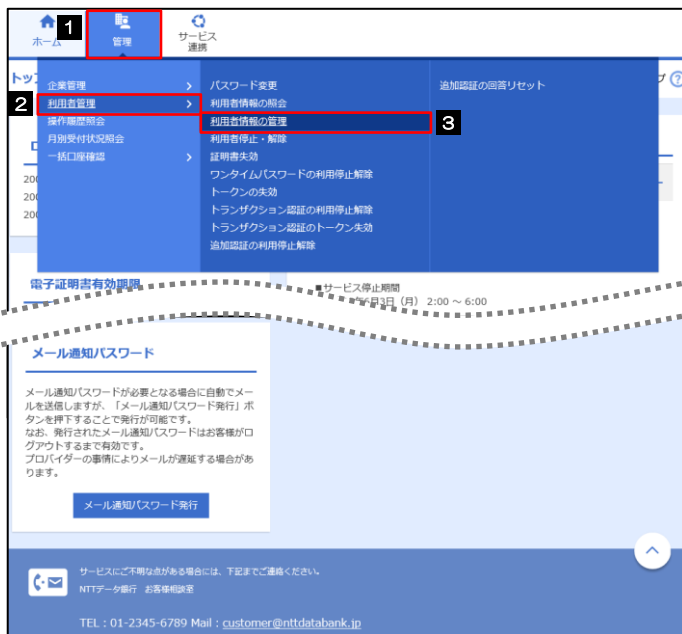 1
ホーム
管理
サービス
連携
トッ
プ
企業管理
2
利用者管理
操作履歴照会
月別受付状況照会
一括口座確認
パスワード変更
利用者情報の照会
利用者情報の管理
3
利用者停止・解除
証明書失効
ワンタイムパスワードの利用停止解除
トークンの失効
トランザクション認証の利用停止解除
トランザクション認証のトークン失効
追加認証の利用停止解除
追加認証の回答リセット
200
200
200
電子証明書有効期限
■サービス停止期間
6月3日（月） 2:00 ～ 6:00
メール通知パスワード
メール通知パスワードが必要となる場合に自動でメー
ルを送信しますが、「メール通知パスワード発行」ボ
タンを押下することで発行が可能です。
なお、発行されたメール通知パスワードはお客様がロ
グアウトするまで有効です。
プロバイダーの事情によりメールが遅延する場合があ
ります。
メール通知パスワード発行
サービスにご不明な点がある場合には、下記までご連絡ください。
NTTデータ銀行 お客様相談室
TEL : 01-2345-6789 Mail : customer@nttdatabank.jp